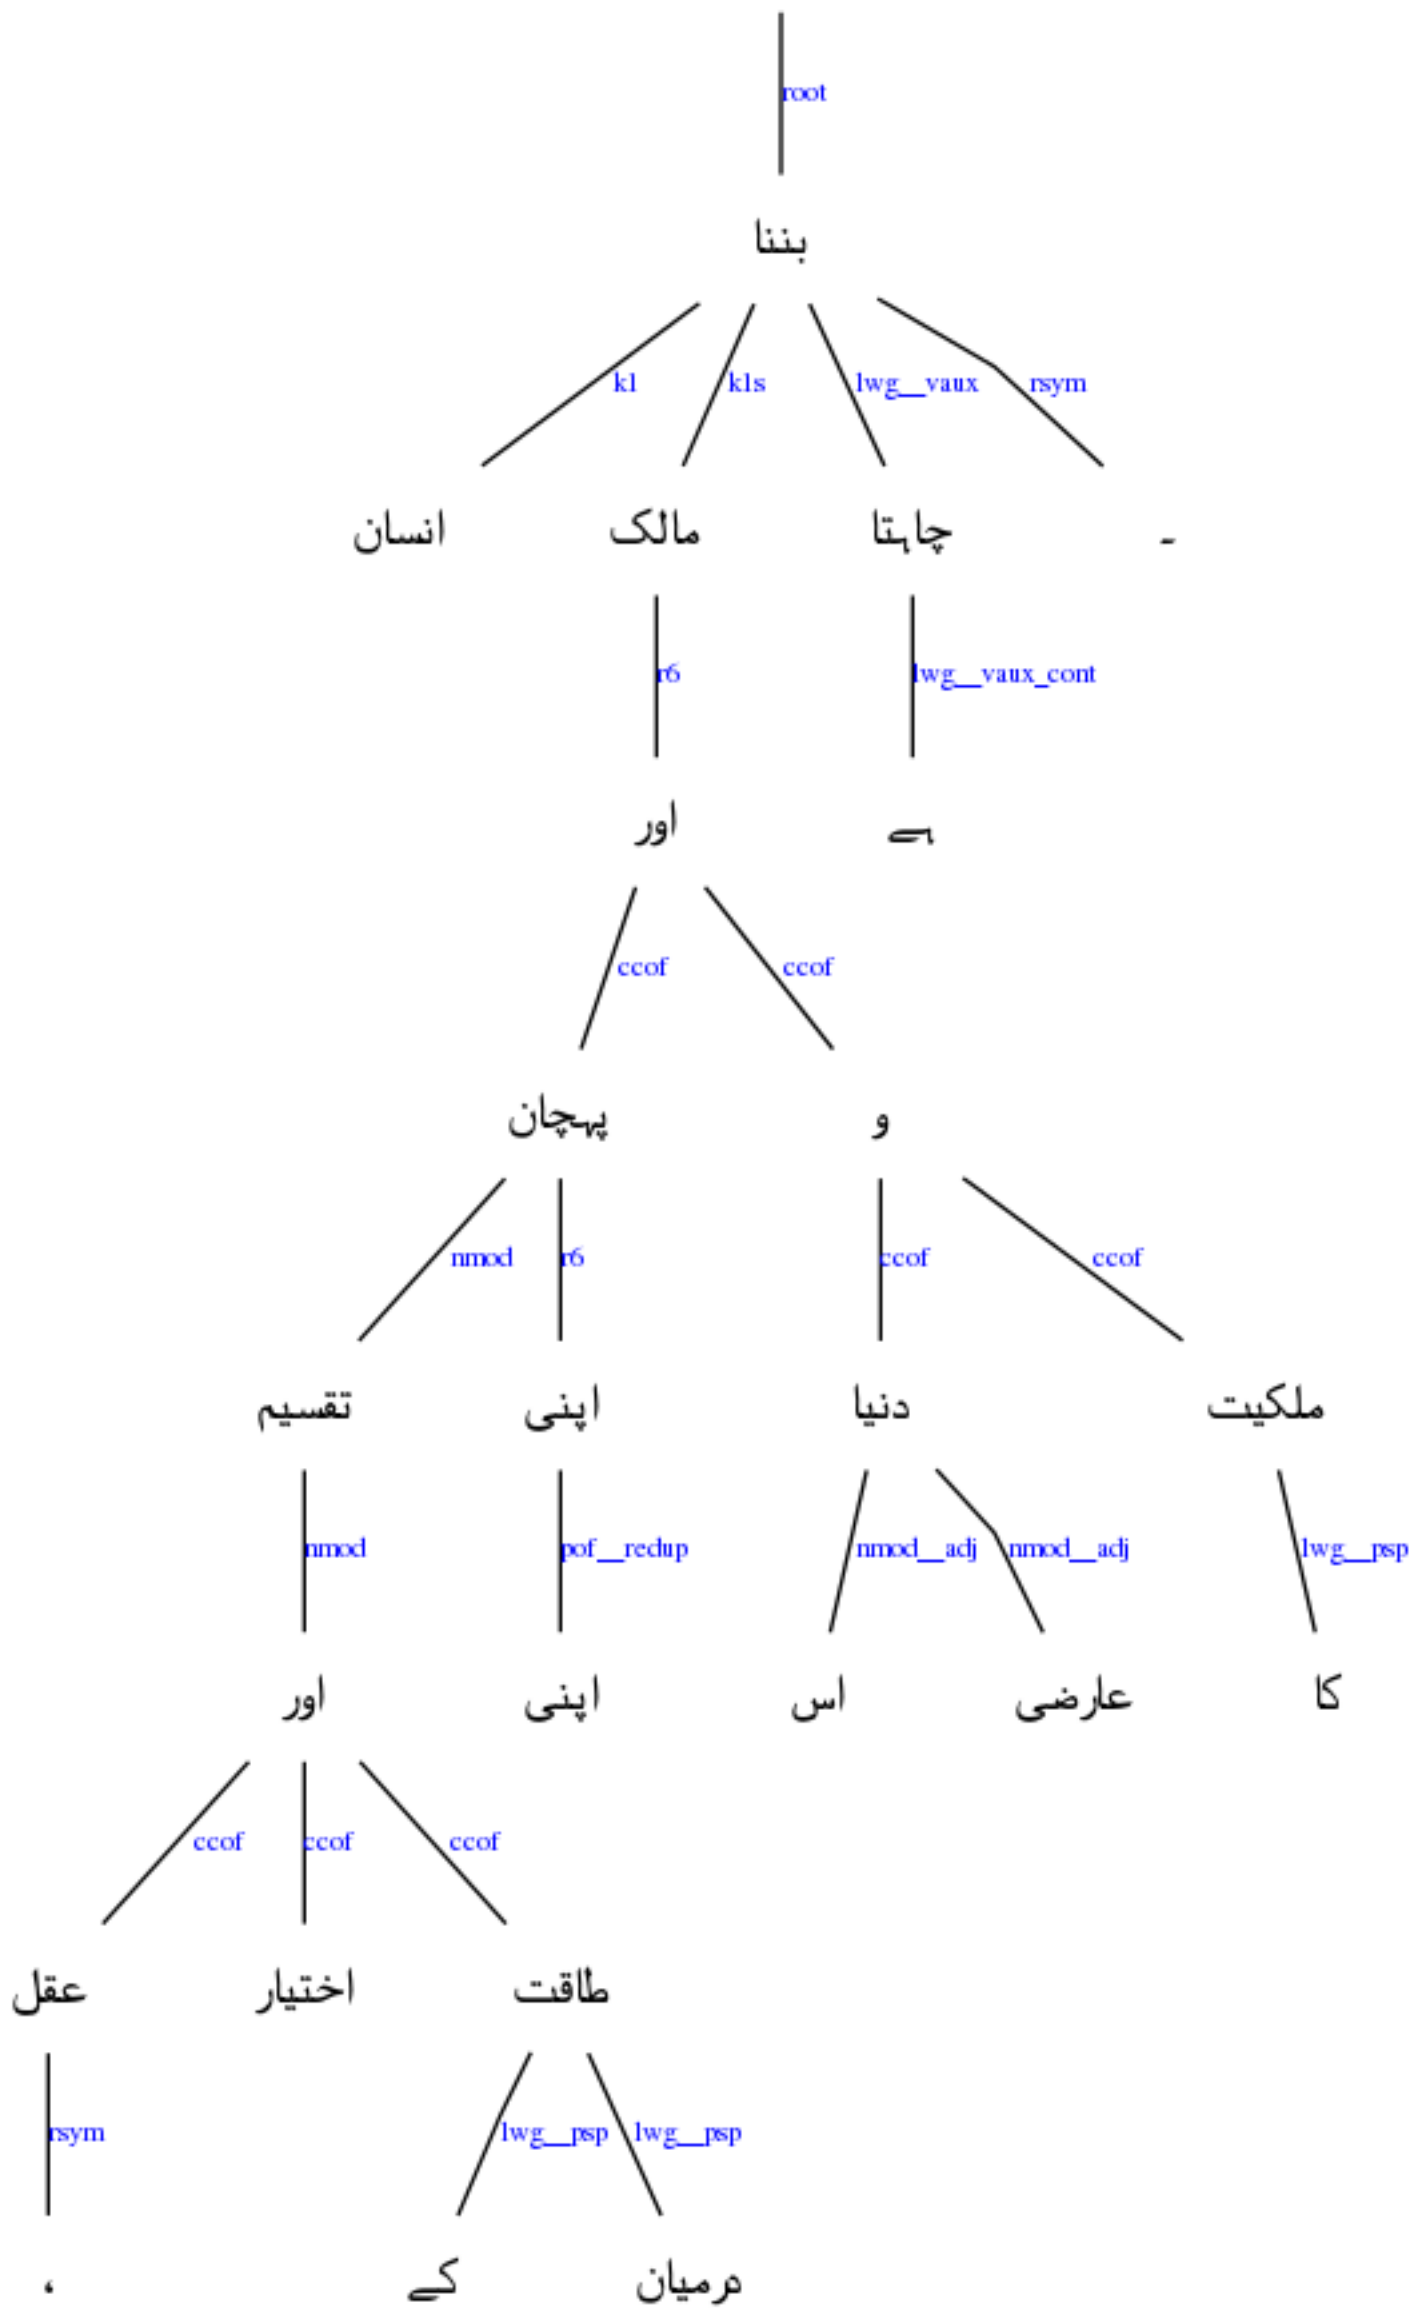 root
بننا
k1 k1s lwg__vaux rsym
انسان مالک چاہتا ۔
r6 lwg__vaux_cont
اور ہے
ccof ccof
پہچان و
nmod r6 ccof ccof
تقسیم اپنی دنیا ملکیت
nmod pof__redup nmod__adj nmod__adj lwg__psp
اور اپنی اس عارضی کا
ccof ccof ccof
عقل اختیار طاقت
rsym lwg__psp lwg__psp
، کے درمیان